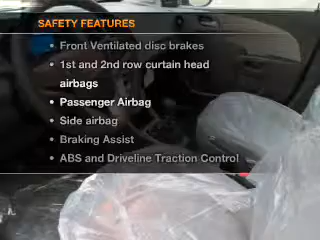 SAFETY FEATURES
• Front Ventilated disc brakes
• 1st and 2nd row curtain head
airbags
• Passenger Airbag
• Side airbag
• Braking Assist
• ABS and Driveline Traction Control